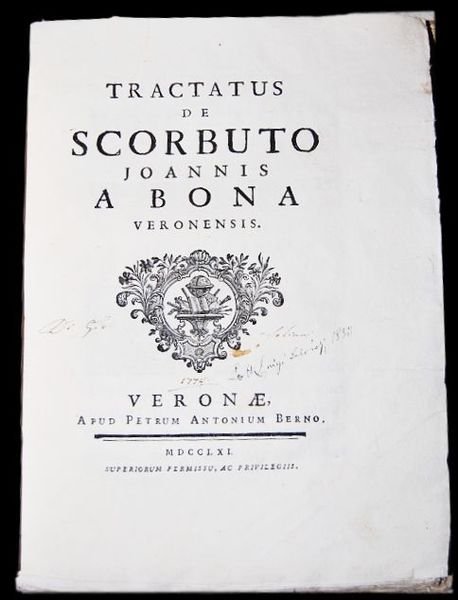 TRACTATUS
DE
SCORBUTO
JOANNIS
A BONA
VERONENSIS.
1775
VERONÆ,
APUD PETRUM ANTONIUM BERNO.
MDCCLXI.
SUPERIORUM PERMISSU, AC PRIVILEGIIS.